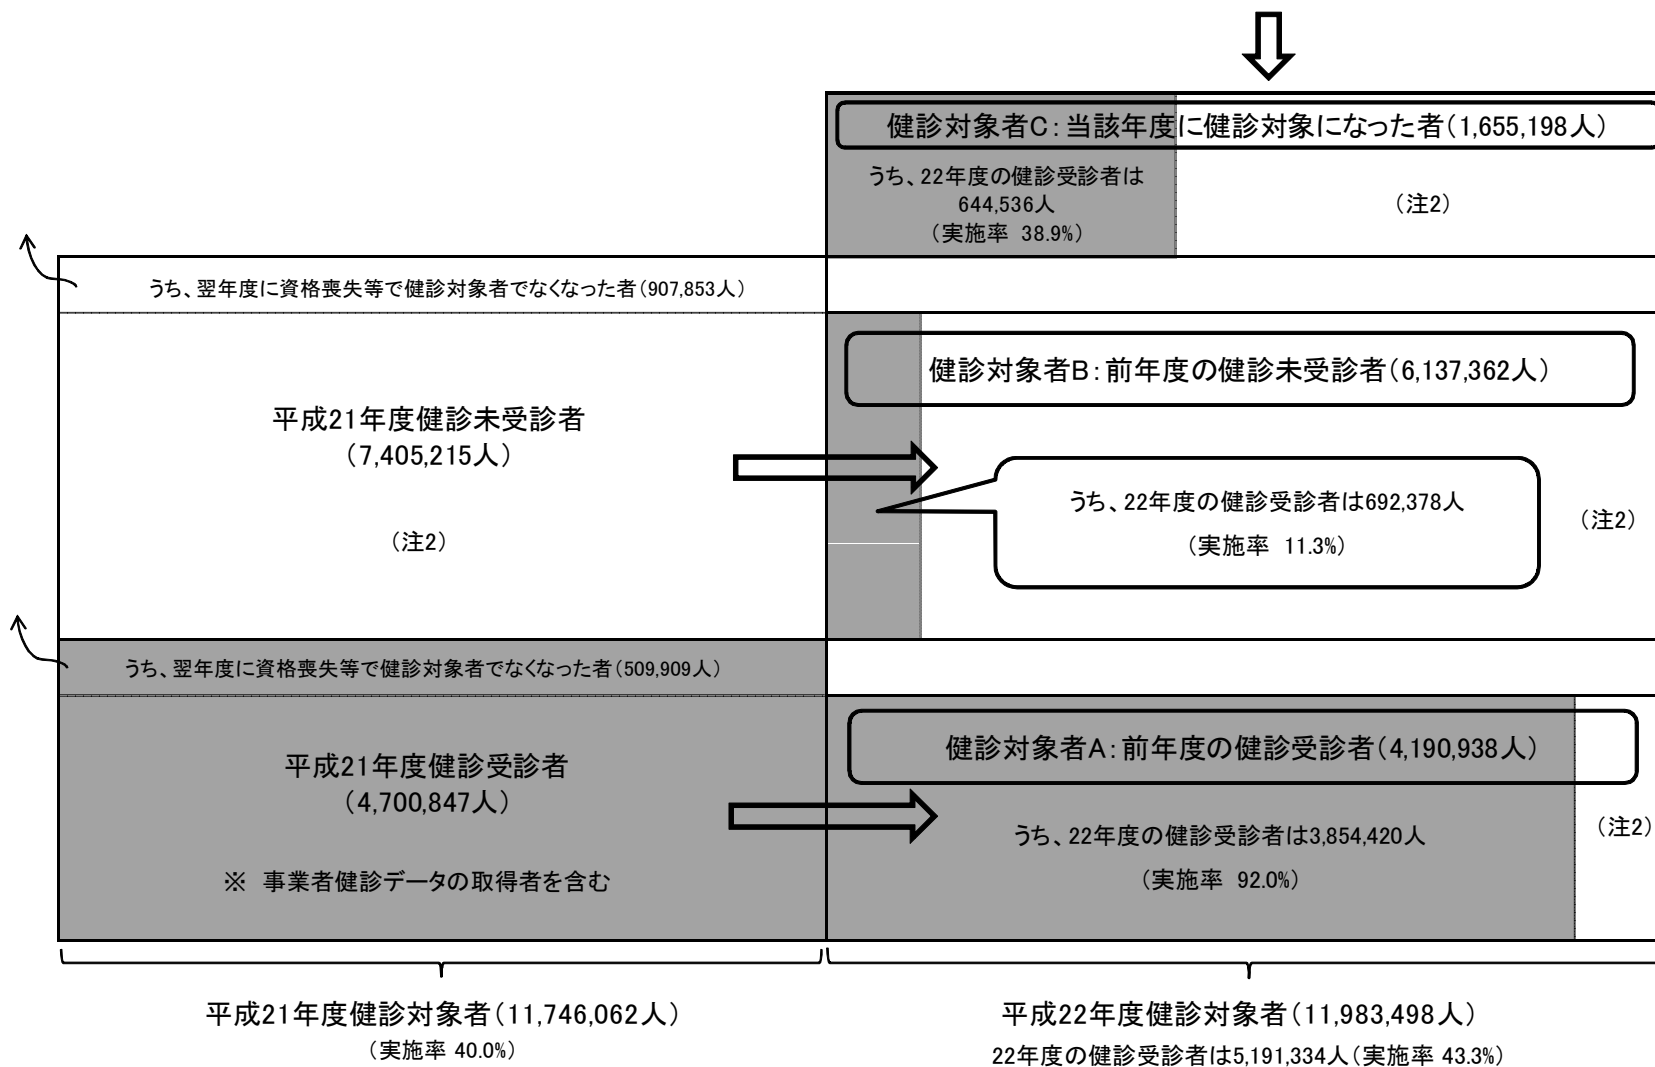 健診対象者C：当該年度に健診対象になった者（1,655,198人）
うち、22年度の健診受診者は
644,536人
（実施率 38.9%）
（注2）
うち、翌年度に資格喪失等で健診対象者でなくなった者（907,853人）
平成21年度健診未受診者
（7,405,215人）
（注2）
健診対象者B：前年度の健診未受診者（6,137,362人）
うち、22年度の健診受診者は692,378人
（実施率 11.3%）
（注2）
うち、翌年度に資格喪失等で健診対象者でなくなった者（509,909人）
平成21年度健診受診者
（4,700,847人）
※ 事業者健診データの取得者を含む
健診対象者A：前年度の健診受診者（4,190,938人）
うち、22年度の健診受診者は3,854,420人
（実施率 92.0%）
（注2）
平成21年度健診対象者（11,746,062人）
（実施率 40.0%）
平成22年度健診対象者（11,983,498人）
22年度の健診受診者は5,191,334人（実施率 43.3%）